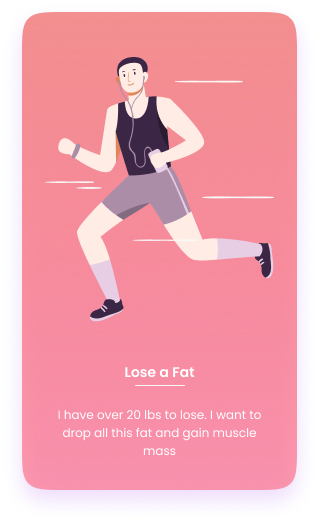 Lose a Fat
I have over 20 lbs to lose. I want to
drop all this fat and gain muscle
mass